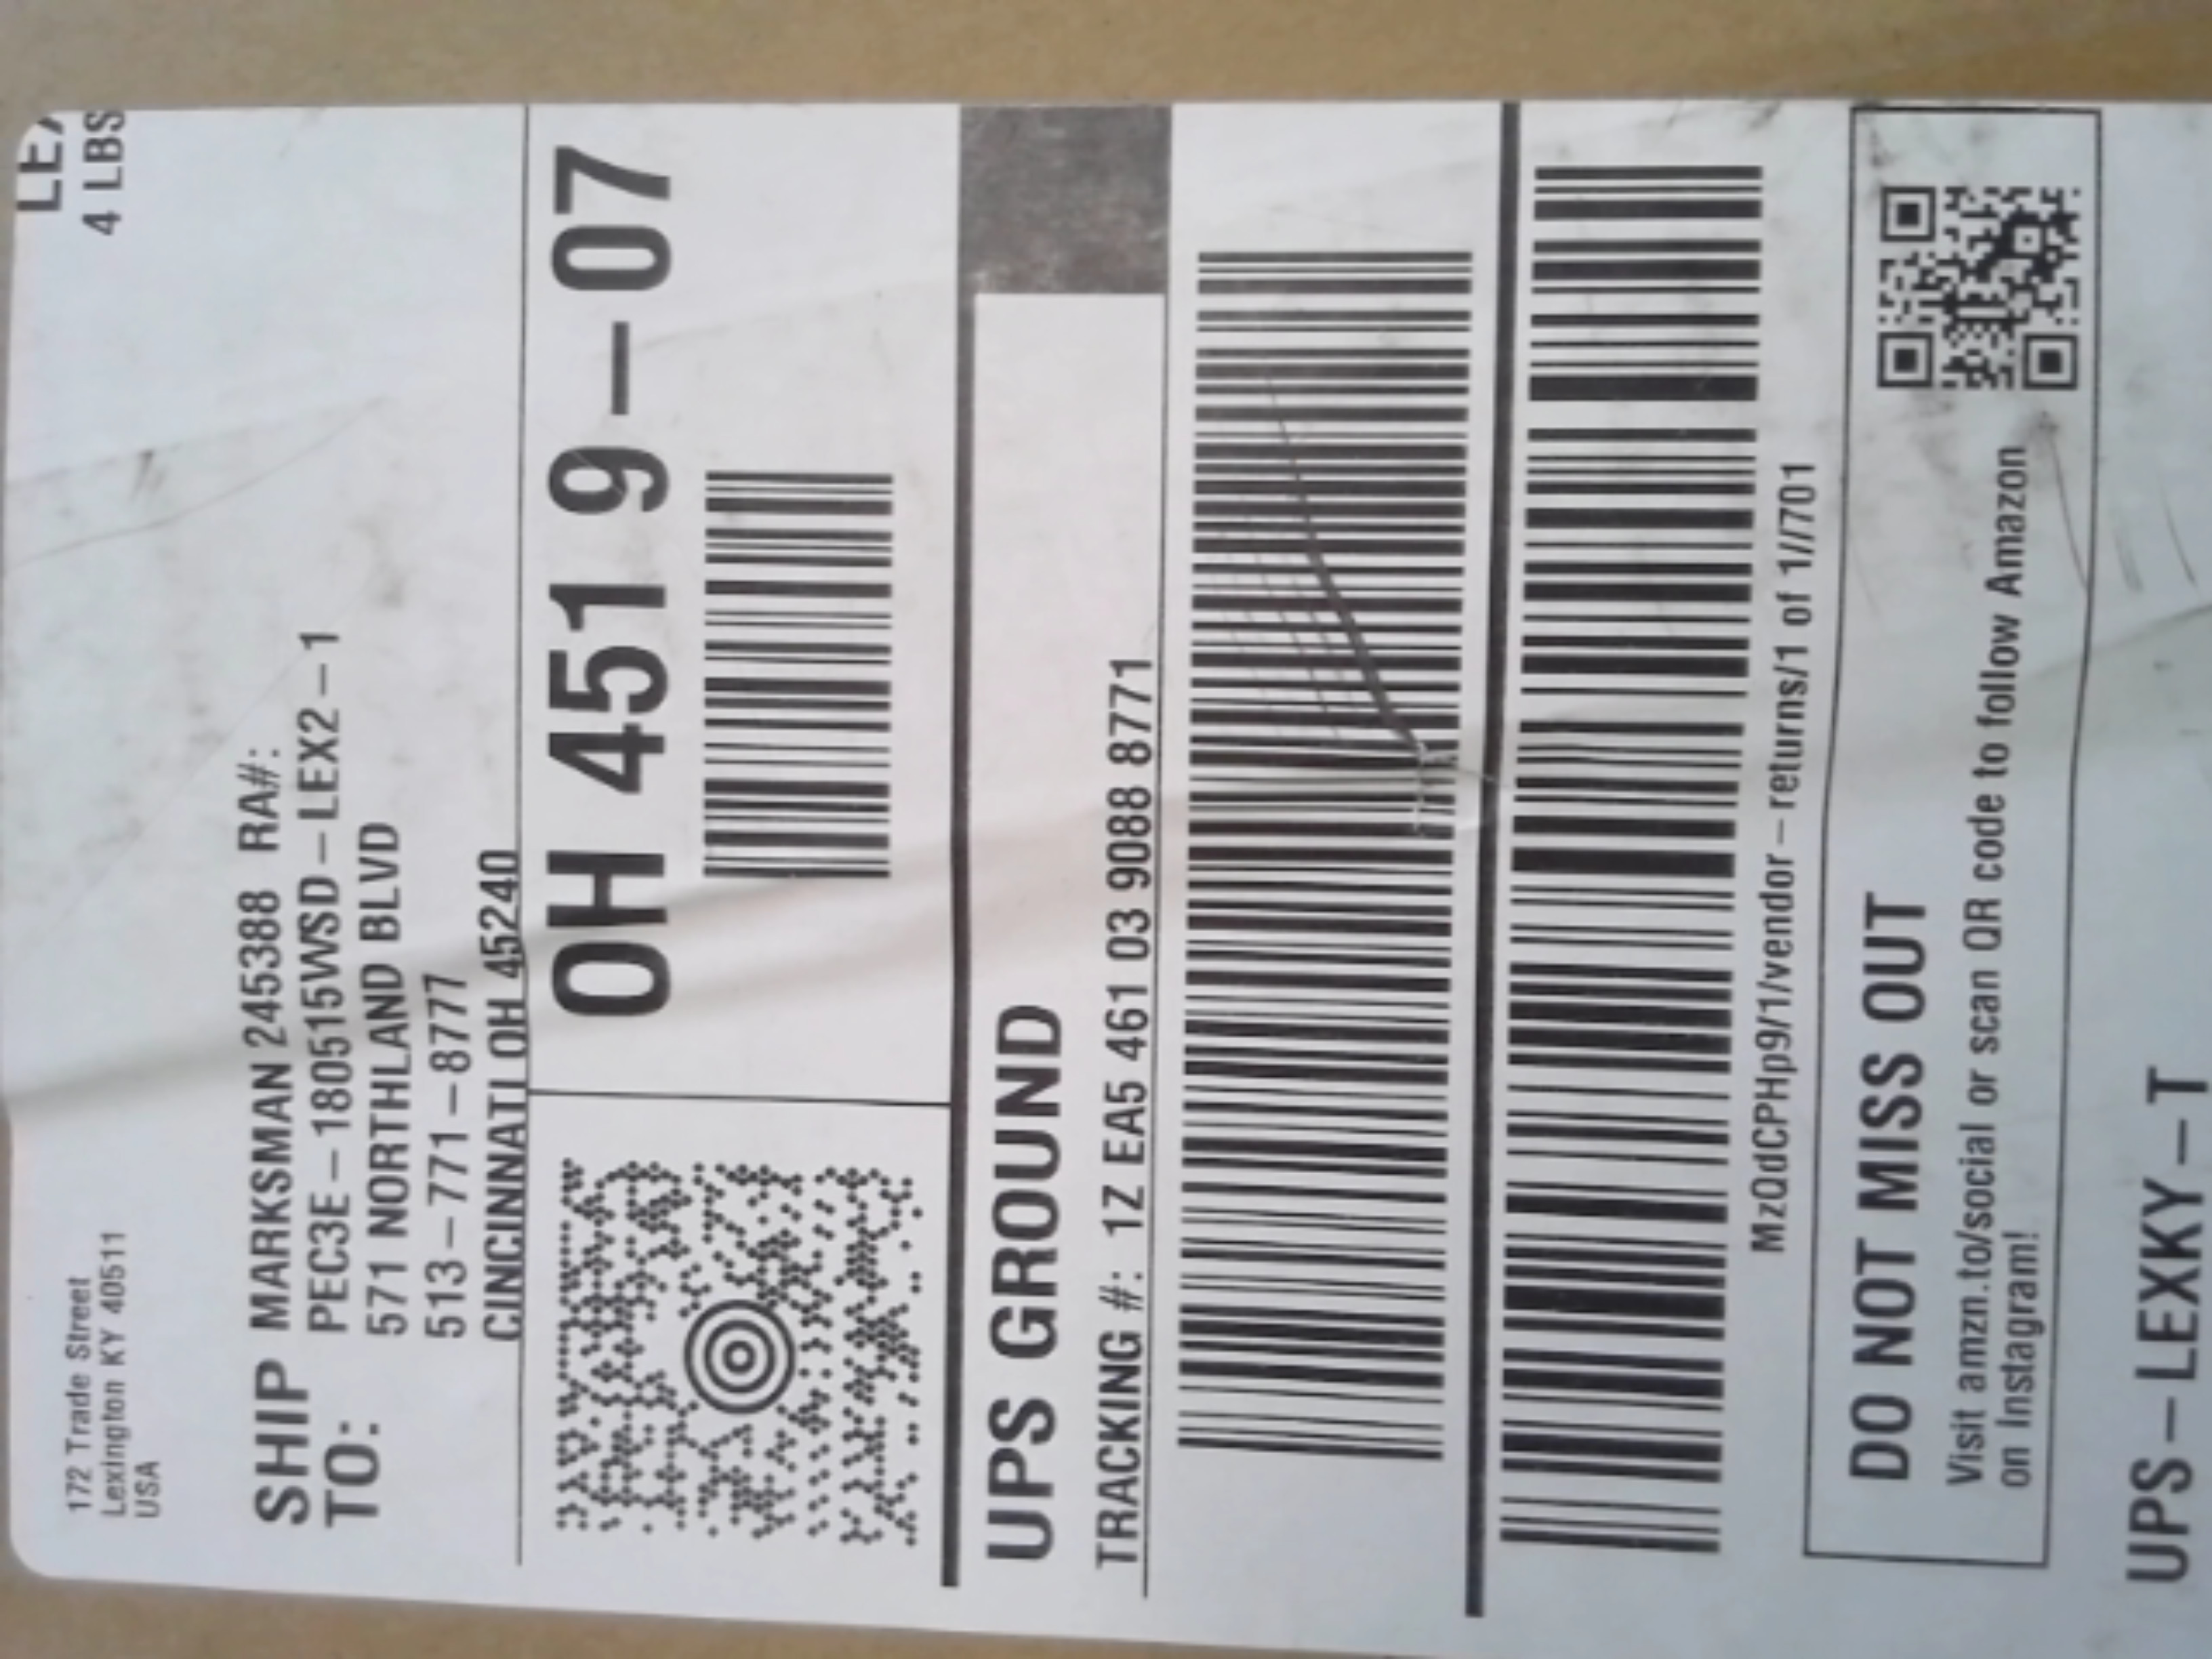 4 LBS
172 Trade Street
Lexington KY 40511
USA
SHIP
TO:
MARKSMAN 245388 RA#:
PEC3E-180515WSD-LEX2-1
571 NORTHLAND BLVD
513-771-8777
CINCINNATI OH 45240
OH 451 9-07
UPS GROUND
TRACKING #: 1Z EA5 461 03 9088 8771
MzQdCPHp9/1/vendor-returns/1 of 1//701
DO NOT MISS OUT
Visit amzn.to/social or scan QR code to follow Amazon
on Instagram!
UPS-LEXKY-T